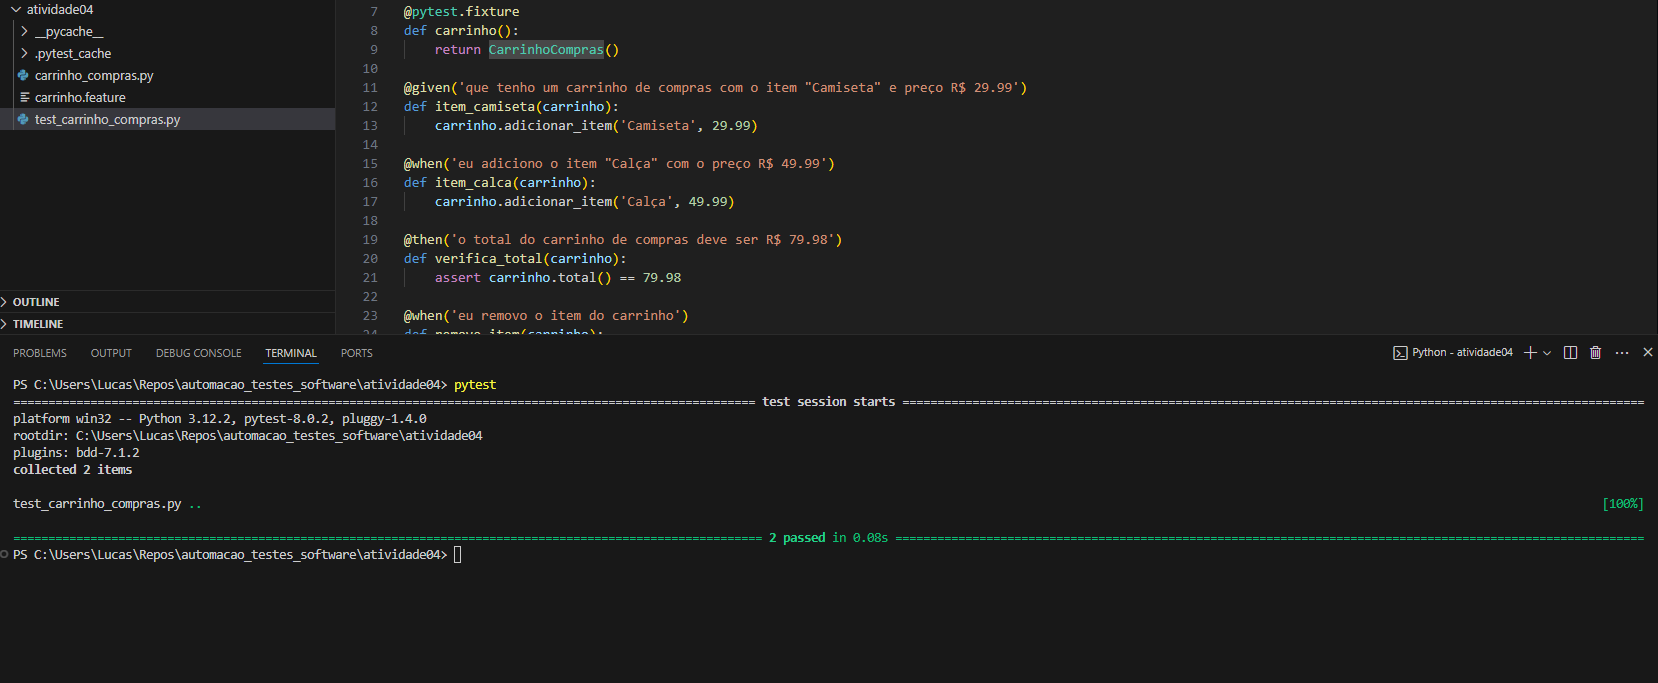 atividade04
__pycache__
.pytest_cache
carrinho_compras.py
carrinho.feature
test_carrinho_compras.py
OUTLINE
TIMELINE
7 @pytest.fixture
8 def carrinho():
9 return CarrinhoCompras()
10
11 @given('que tenho um carrinho de compras com o item "Camiseta" e preço R$ 29.99')
12 def item_camiseta(carrinho):
13 carrinho.adicionar_item('Camiseta', 29.99)
14
15 @when('eu adiciono o item "Calça" com o preço R$ 49.99')
16 def item_calca(carrinho):
17 carrinho.adicionar_item('Calça', 49.99)
18
19 @then('o total do carrinho de compras deve ser R$ 79.98')
20 def verifica_total(carrinho):
21 assert carrinho.total() == 79.98
22
23 @when('eu removo o item do carrinho')
24 def remove_item(carrinho):
PROBLEMS OUTPUT DEBUG CONSOLE TERMINAL PORTS
Python - atividade04
PS C:\Users\Lucas\Repos\automacao_testes_software\atividade04> pytest
test session starts
platform win32 -- Python 3.12.2, pytest-8.0.2, pluggy-1.4.0
rootdir: C:\Users\Lucas\Repos\automacao_testes_software\atividade04
plugins: bdd-7.1.2
collected 2 items
test_carrinho_compras.py .. [100%]
2 passed in 0.08s
PS C:\Users\Lucas\Repos\automacao_testes_software\atividade04>